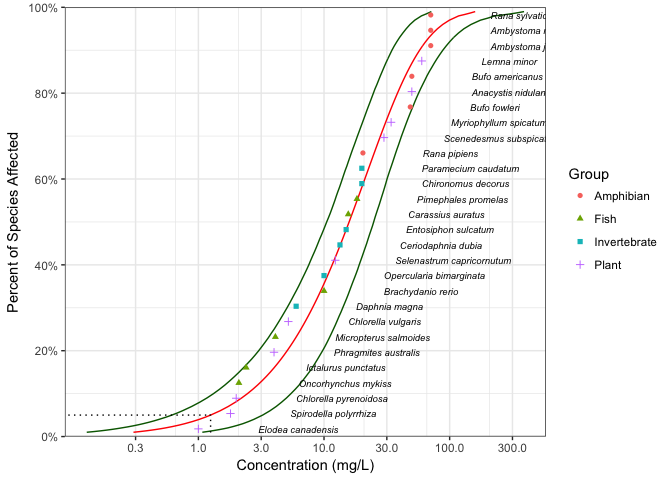 100%
80%
60%
40%
20%
0%
Percent of Species Affected
Rana sylvatic
Ambystoma
Ambystoma
Lemna minor
Bufo americanus
Anacystis nidulan
Bufo fowleri
Myriophyllum spicatum
Scenedesmus subspicat
Rana pipiens
Paramecium caudatum
Chironomus decorus
Pimephales promelas
Carassius auratus
Entosiphon sulcatum
Ceriodaphnia dubia
Selenastrum capricornutum
Opercularia bimarginata
Brachydanio rerio
Daphnia magna
Chlorella vulgaris
Micropterus salmoides
Phragmites australis
Ictalurus punctatus
Oncorhynchus mykiss
Chlorella pyrenoidosa
Spirodella polyrrhiza
Elodea canadensis
0.3 1.0 3.0 10.0 30.0 100.0 300.0
Concentration (mg/L)
Group
Amphibian
Fish
Invertebrate
Plant